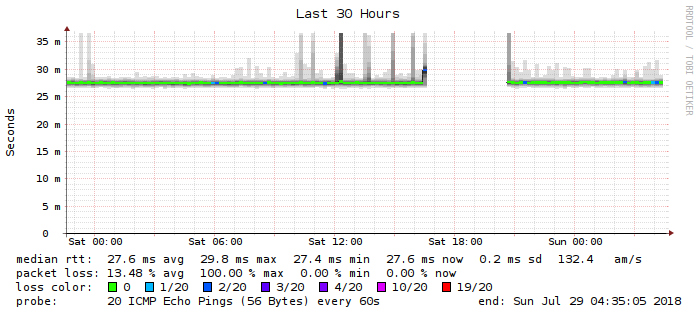 Last 30 Hours
RRDTOOL / TOBI OETIKER
Seconds
35 m
30 m
25 m
20 m
15 m
10 m
5 m
0
Sat 00:00 Sat 06:00 Sat 12:00 Sat 18:00 Sun 00:00
median rtt: 27.6 ms avg 29.8 ms max 27.4 ms min 27.6 ms now 0.2 ms sd 132.4 am/s
packet loss: 13.48 % avg 100.00 % max 0.00 % min 0.00 % now
loss color: 0 1/20 2/20 3/20 4/20 10/20 19/20
probe: 20 ICMP Echo Pings (56 Bytes) every 60s end: Sun Jul 29 04:35:05 2018